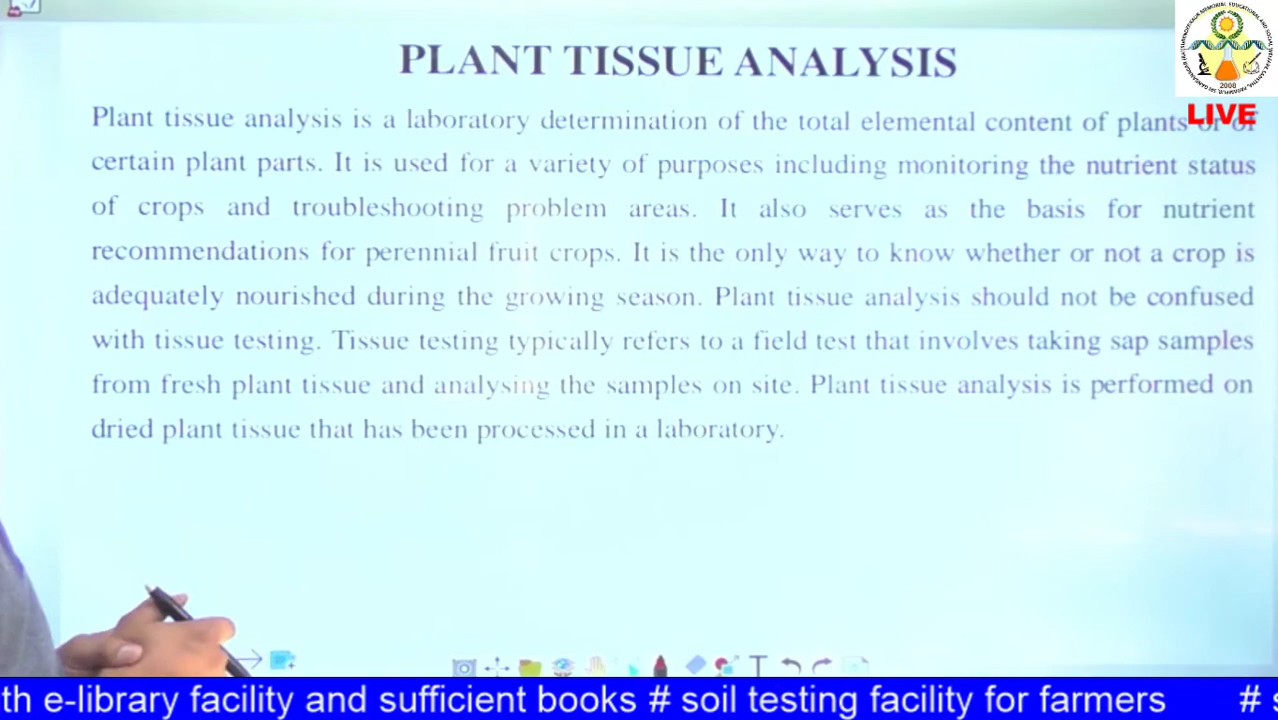 PLANT TISSUE ANALYSIS
Plant tissue analysis is a laboratory determination of the total elemental content of plants or of
certain plant parts. It is used for a variety of purposes including monitoring the nutrient status
of crops and troubleshooting problem areas. It also serves as the basis for nutrient
recommendations for perennial fruit crops. It is the only way to know whether or not a crop is
adequately nourished during the growing season. Plant tissue analysis should not be confused
with tissue testing. Tissue testing typically refers to a field test that involves taking sap samples
from fresh plant tissue and analysing the samples on site. Plant tissue analysis is performed on
dried plant tissue that has been processed in a laboratory.
2008
LIVE
T
th e-library facility and sufficient books # soil testing facility for farmers # s